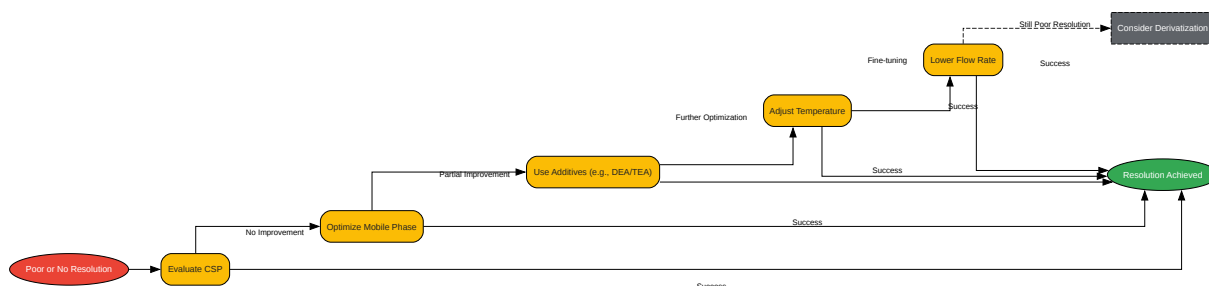 Still Poor Resolution
Consider Derivatization
Fine-tuning
Lower Flow Rate
Success
Success
Further Optimization
Adjust Temperature
Partial Improvement
Use Additives (e.g., DEA/TEA)
Success
Resolution Achieved
No Improvement
Optimize Mobile Phase
Success
Poor or No Resolution
Evaluate CSP
Success